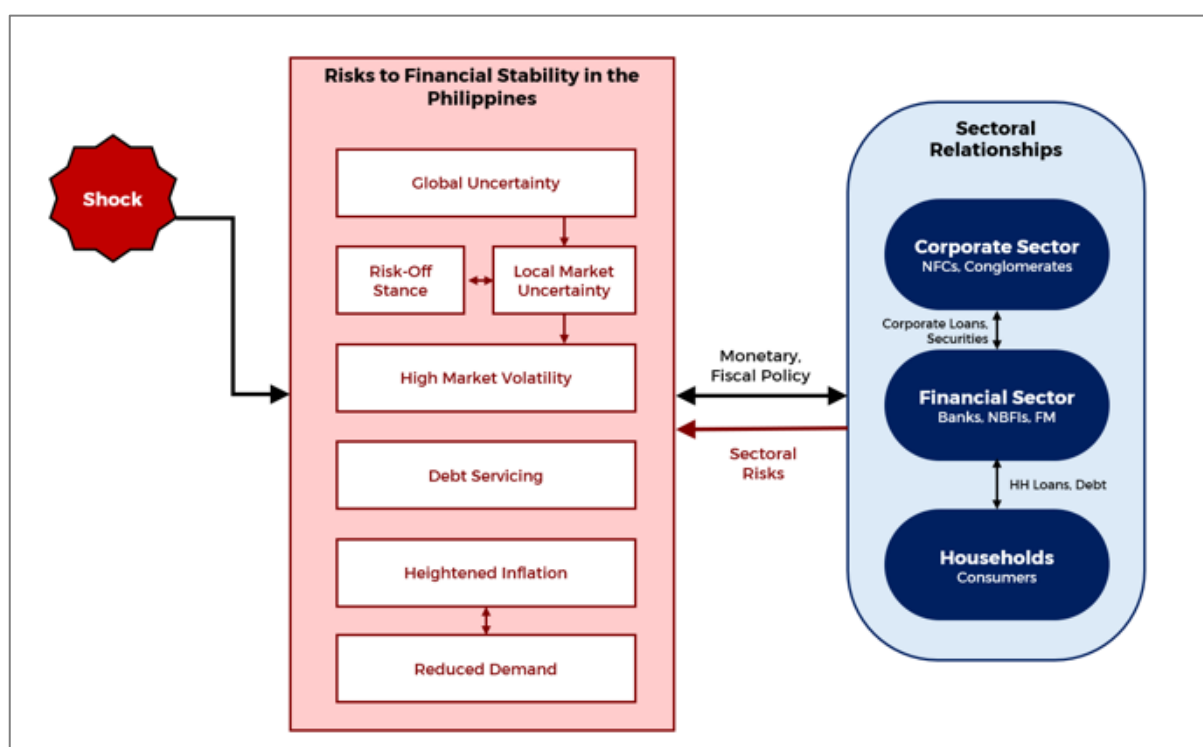 Risks to Financial Stability in the
Philippines
Shock
Global Uncertainty
Risk-Off
Stance
Local Market
Uncertainty
High Market Volatility
Debt Servicing
Heightened Inflation
Reduced Demand
Monetary,
Fiscal Policy
Sectoral
Risks
Sectoral
Relationships
Corporate Sector
NFCs, Conglomerates
Corporate Loans,
Securities
Financial Sector
Banks, NBFIs, FM
HH Loans, Debt
Households
Consumers